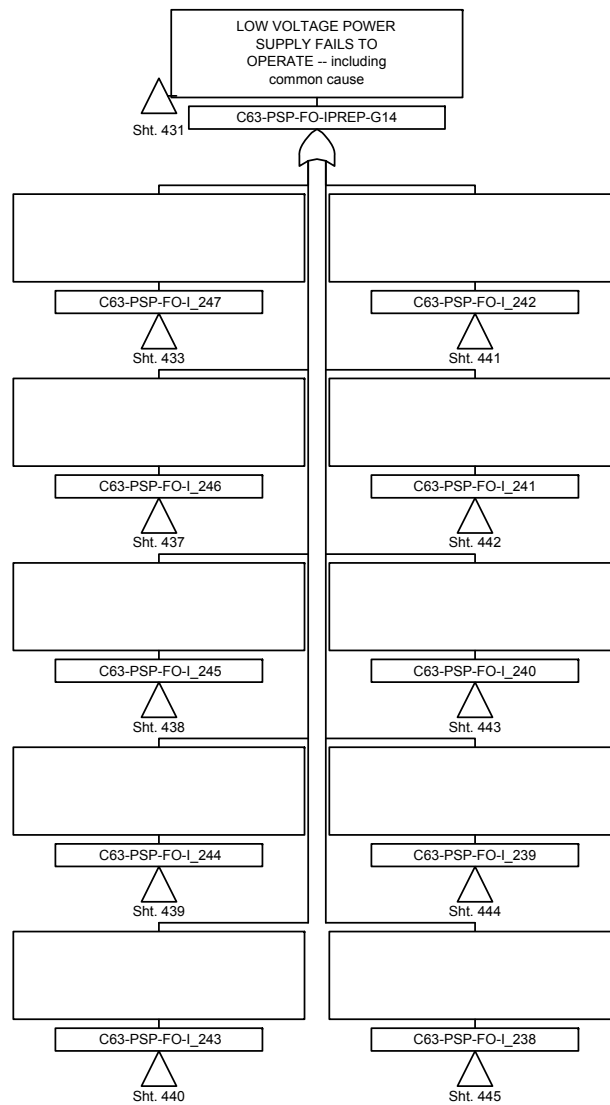 LOW VOLTAGE POWER
SUPPLY FAILS TO
OPERATE -- including
common cause
C63-PSP-FO-IPREP-G14
Sht. 431
C63-PSP-FO-I_247
Sht. 433
C63-PSP-FO-I_242
Sht. 441
C63-PSP-FO-I_246
Sht. 437
C63-PSP-FO-I_241
Sht. 442
C63-PSP-FO-I_245
Sht. 438
C63-PSP-FO-I_240
Sht. 443
C63-PSP-FO-I_244
Sht. 439
C63-PSP-FO-I_239
Sht. 444
C63-PSP-FO-I_243
Sht. 440
C63-PSP-FO-I_238
Sht. 445